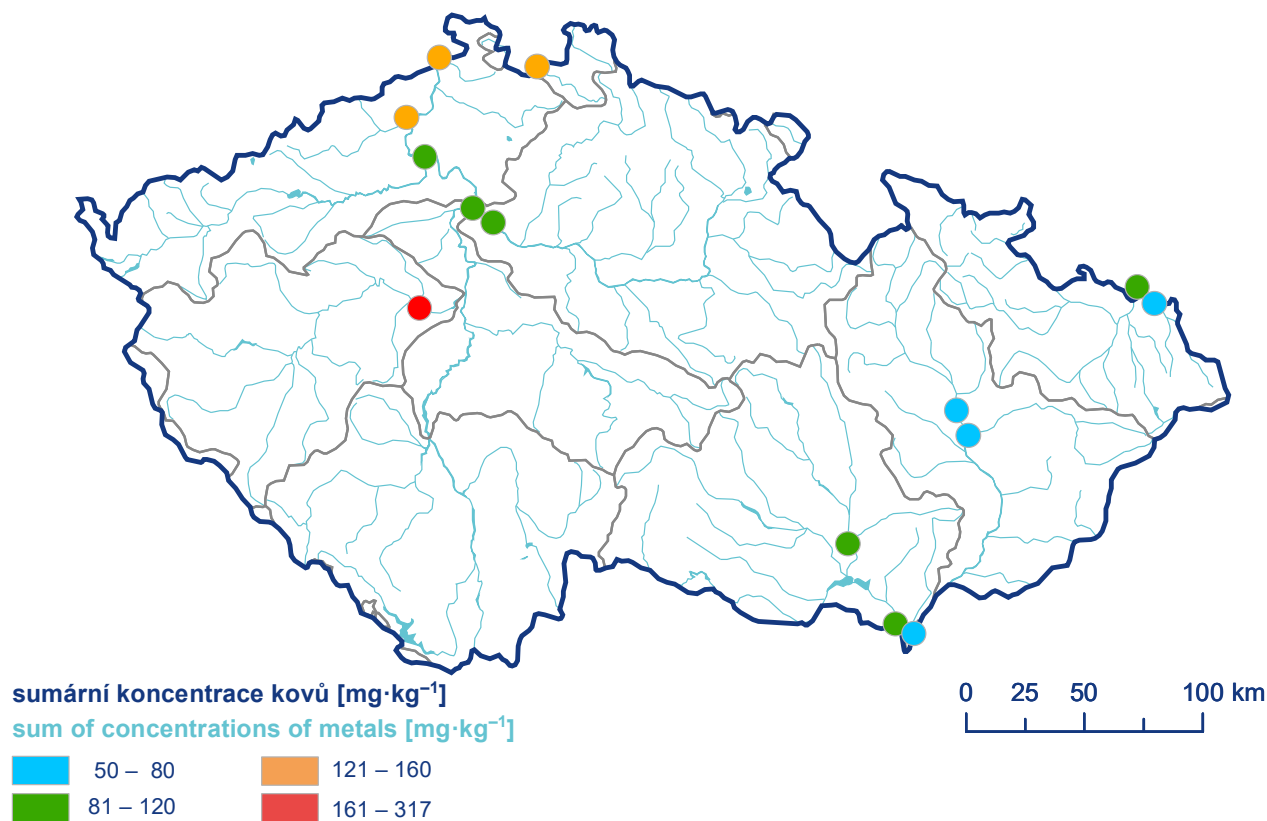 sumární koncentrace kovů [mg·kg⁻¹]
sum of concentrations of metals [mg·kg⁻¹]
50 – 80
121 – 160
81 – 120
161 – 317
0 25 50 100 km